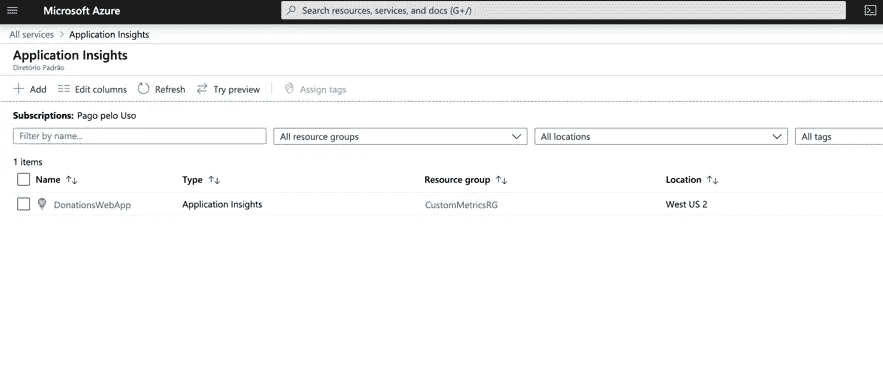 Microsoft Azure
Search resources, services, and docs (G+/)
All services > Application Insights
Application Insights
Diretório Padrão
Add Edit columns Refresh Try preview Assign tags
Subscriptions: Pago pelo Uso
Filter by name... All resource groups All locations All tags
1 items
Name Type Resource group Location
DonationsWebApp Application Insights CustomMetricsRG West US 2